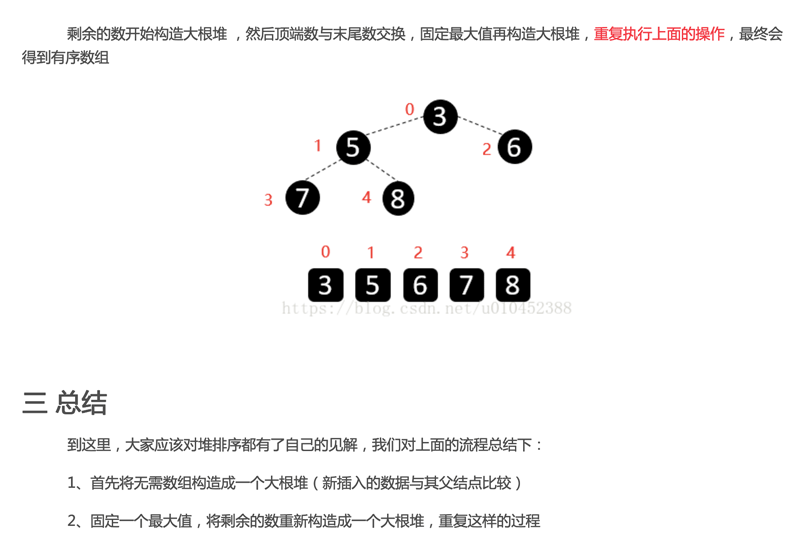 剩余的数开始构造大根堆 ，然后顶端数与末尾数交换，固定最大值再构造大根堆，重复执行上面的操作，最终会
得到有序数组
0 3
1 5 2 6
3 7 4 8
0 1 2 3 4
3 5 6 7 8
https://blog.csdn.net/u010452388
三 总结
到这里，大家应该对堆排序都有了自己的见解，我们对上面的流程总结下：
1、首先将无需数组构造成一个大根堆（新插入的数据与其父结点比较）
2、固定一个最大值，将剩余的数重新构造成一个大根堆，重复这样的过程